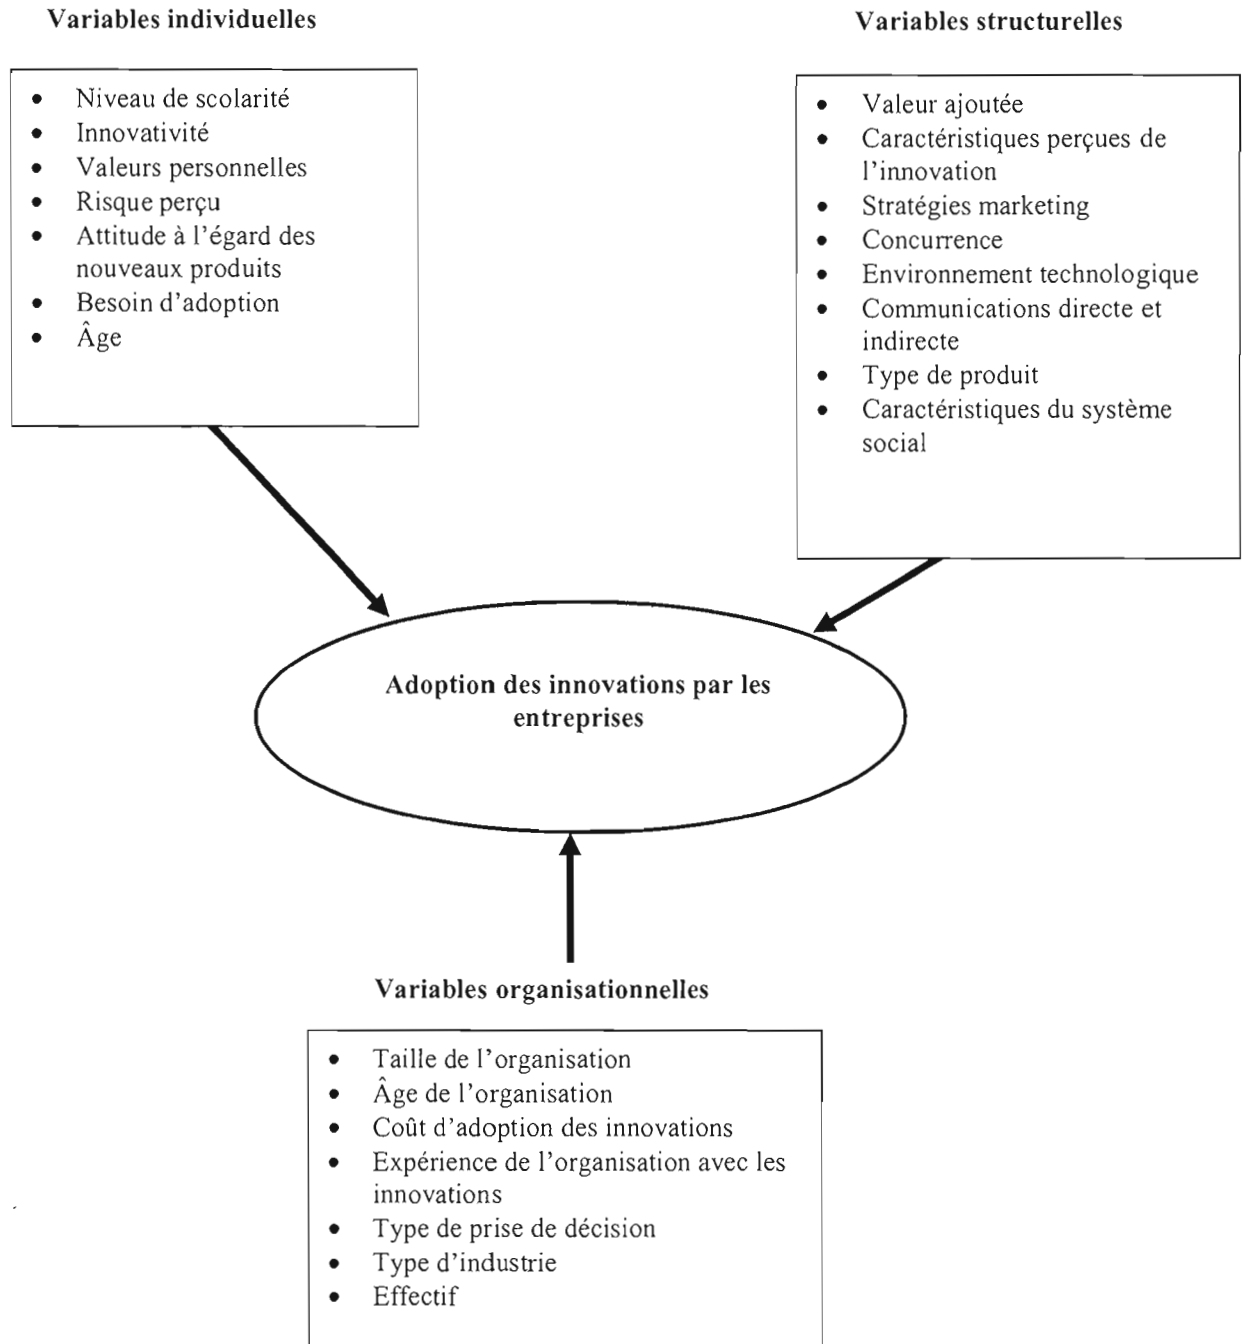 Variables individuelles
• Niveau de scolarité
• Innovativité
• Valeurs personnelles
• Risque perçu
• Attitude à l'égard des
nouveaux produits
• Besoin d'adoption
• Âge
Variables structurelles
• Valeur ajoutée
• Caractéristiques perçues de
l'innovation
• Stratégies marketing
• Concurrence
• Environnement technologique
• Communications directe et
indirecte
• Type de produit
• Caractéristiques du système
social
Adoption des innovations par les
entreprises
Variables organisationnelles
• Taille de l'organisation
• Âge de l'organisation
• Coût d'adoption des innovations
• Expérience de l'organisation avec les
innovations
• Type de prise de décision
• Type d'industrie
• Effectif